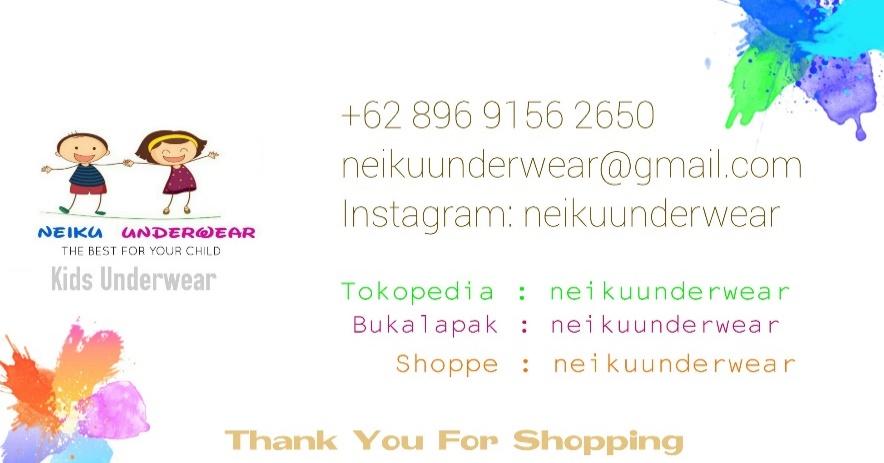 +62 896 9156 2650
neikuunderwear@gmail.com
Instagram: neikuunderwear
NEIKU UNDERWEAR
THE BEST FOR YOUR CHILD
Kids Underwear
Tokopedia : neikuunderwear
Bukalapak : neikuunderwear
Shoppe : neikuunderwear
Thank You For Shopping